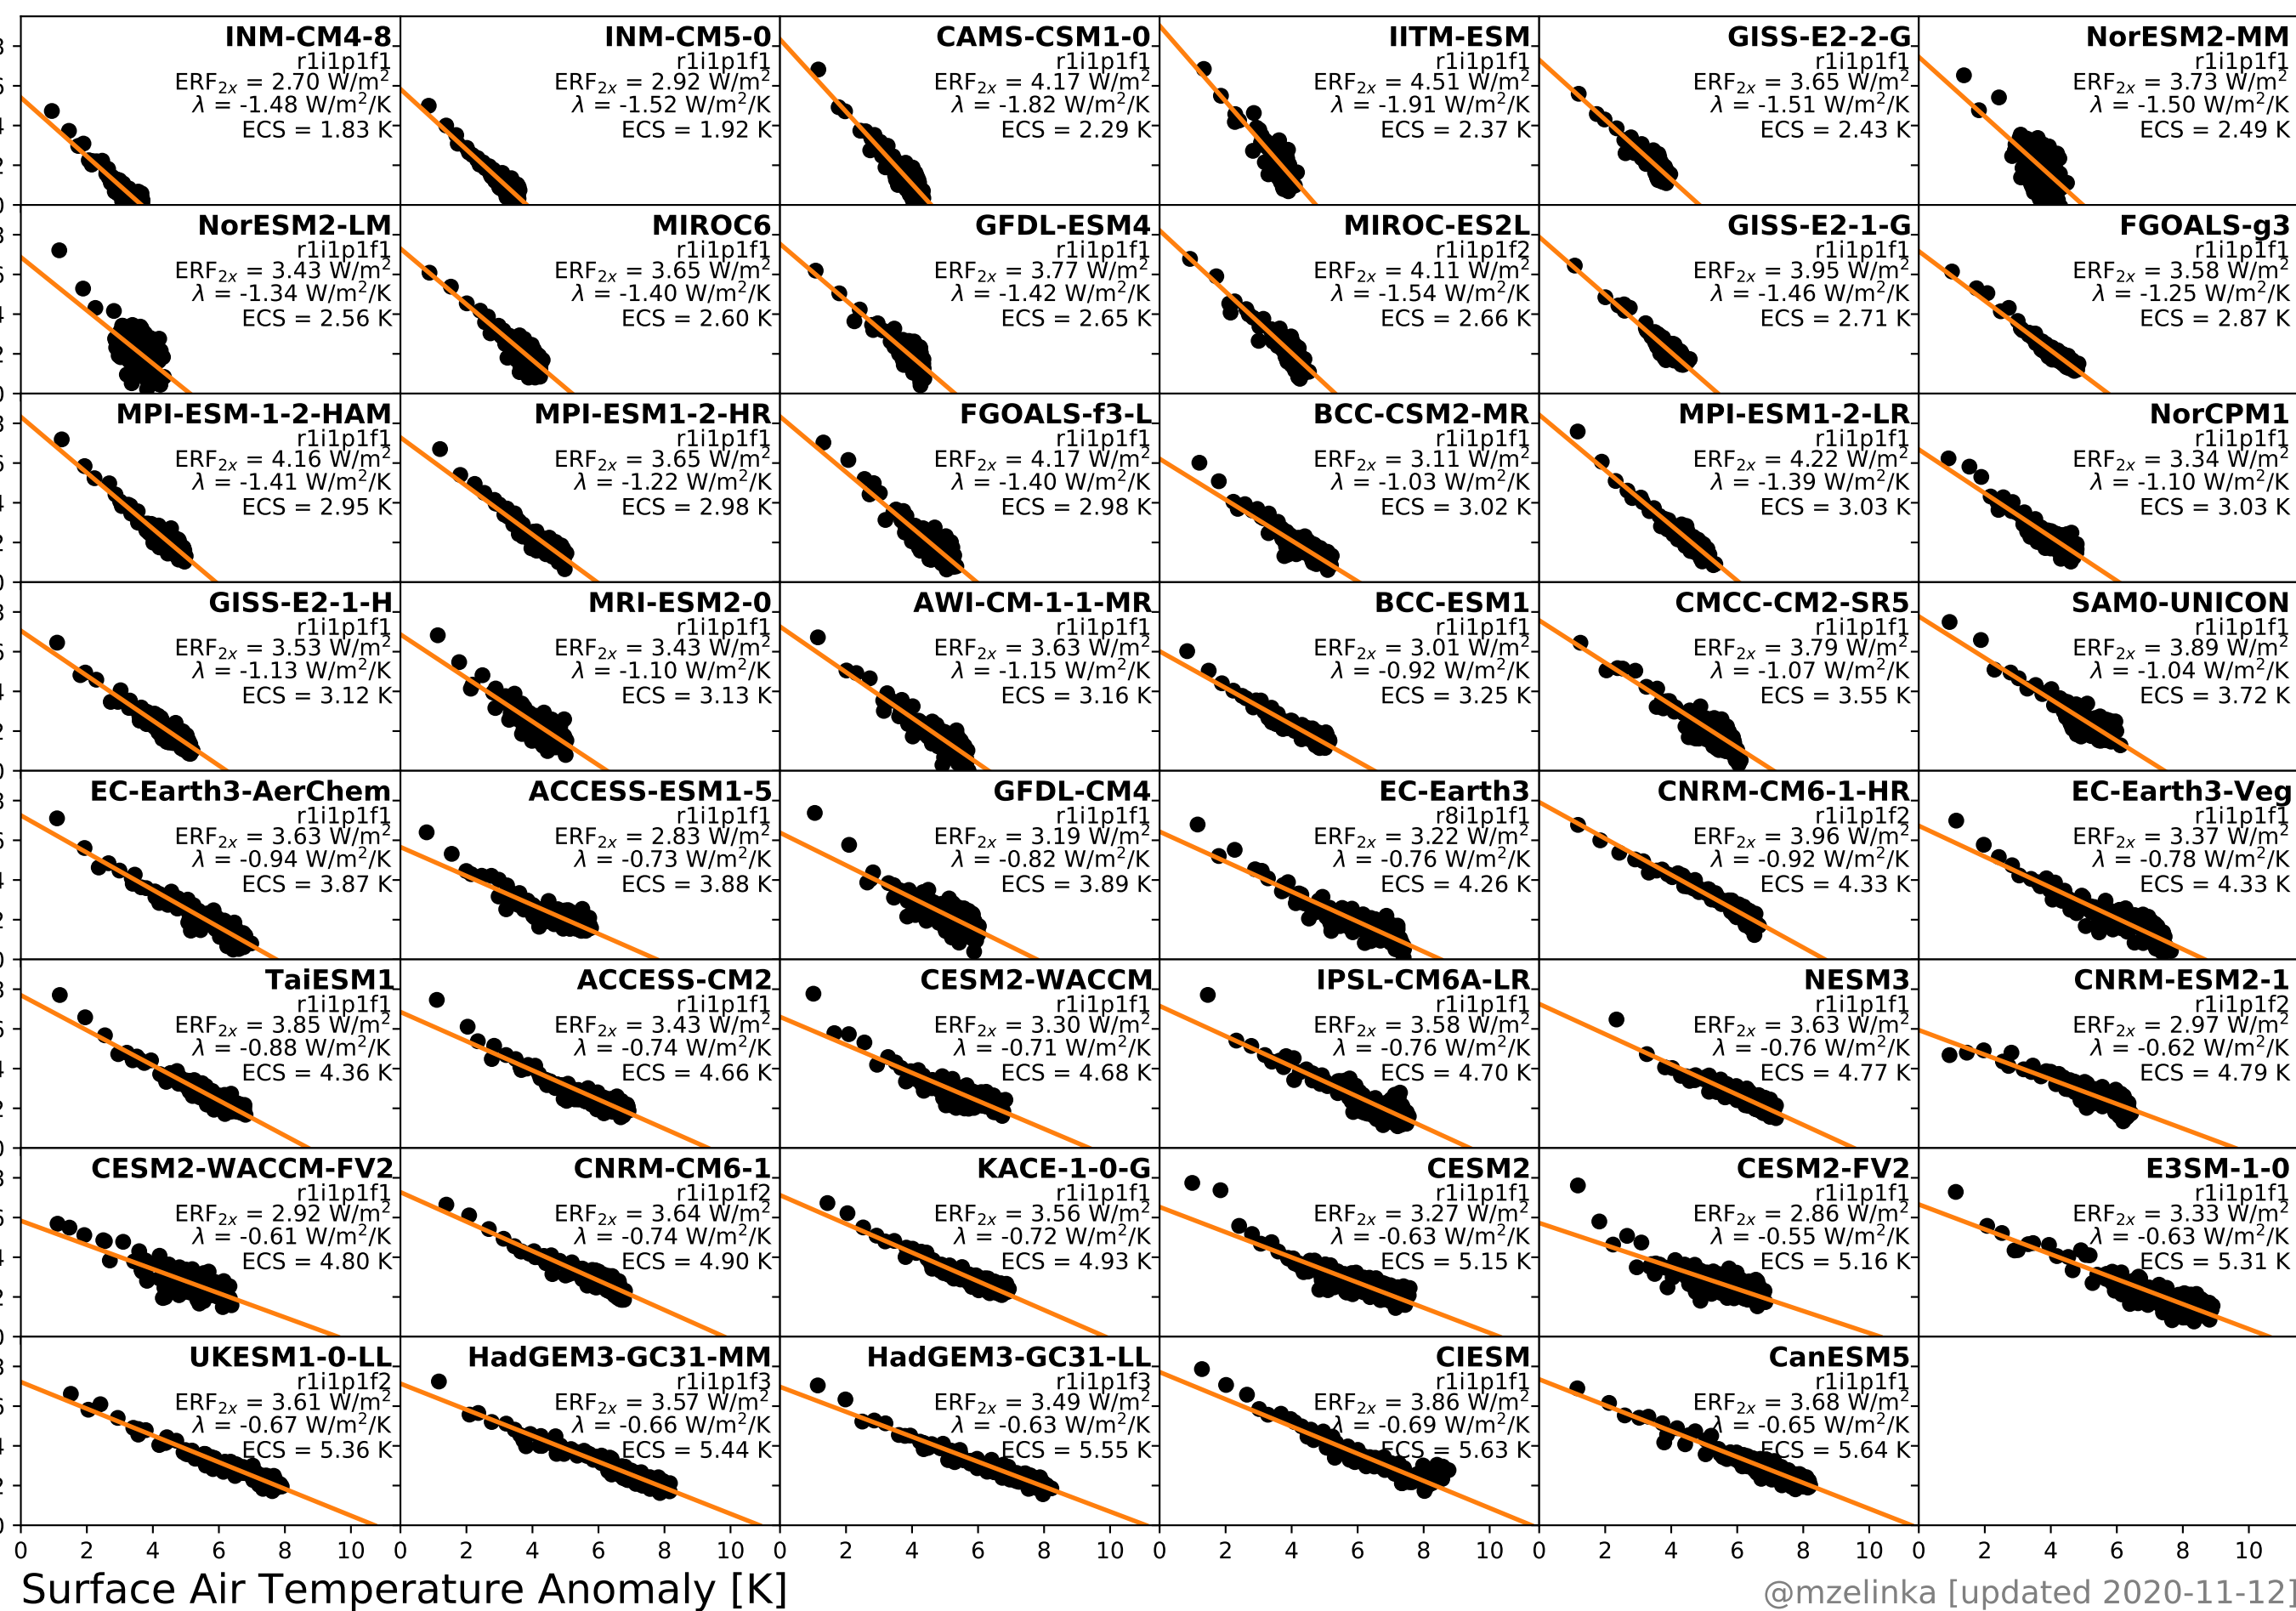 INM-CM4-8
r1i1p1f1
ERF2x = 2.70 W/m2
λ = -1.48 W/m2/K
ECS = 1.83 K
INM-CM5-0
r1i1p1f1
ERF2x = 2.92 W/m2
λ = -1.52 W/m2/K
ECS = 1.92 K
CAMS-CSM1-0
r1i1p1f1
ERF2x = 4.17 W/m2
λ = -1.82 W/m2/K
ECS = 2.29 K
IITM-ESM
r1i1p1f1
ERF2x = 4.51 W/m2
λ = -1.91 W/m2/K
ECS = 2.37 K
GISS-E2-2-G
r1i1p1f1
ERF2x = 3.65 W/m2
λ = -1.51 W/m2/K
ECS = 2.43 K
NorESM2-MM
r1i1p1f1
ERF2x = 3.73 W/m2
λ = -1.50 W/m2/K
ECS = 2.49 K
NorESM2-LM
r1i1p1f1
ERF2x = 3.43 W/m2
λ = -1.34 W/m2/K
ECS = 2.56 K
MIROC6
r1i1p1f1
ERF2x = 3.65 W/m2
λ = -1.40 W/m2/K
ECS = 2.60 K
GFDL-ESM4
r1i1p1f1
ERF2x = 3.77 W/m2
λ = -1.42 W/m2/K
ECS = 2.65 K
MIROC-ES2L
r1i1p1f2
ERF2x = 4.11 W/m2
λ = -1.54 W/m2/K
ECS = 2.66 K
GISS-E2-1-G
r1i1p1f1
ERF2x = 3.95 W/m2
λ = -1.46 W/m2/K
ECS = 2.71 K
FGOALS-g3
r1i1p1f1
ERF2x = 3.58 W/m2
λ = -1.25 W/m2/K
ECS = 2.87 K
MPI-ESM-1-2-HAM
r1i1p1f1
ERF2x = 4.16 W/m2
λ = -1.41 W/m2/K
ECS = 2.95 K
MPI-ESM1-2-HR
r1i1p1f1
ERF2x = 3.65 W/m2
λ = -1.22 W/m2/K
ECS = 2.98 K
FGOALS-f3-L
r1i1p1f1
ERF2x = 4.17 W/m2
λ = -1.40 W/m2/K
ECS = 2.98 K
BCC-CSM2-MR
r1i1p1f1
ERF2x = 3.11 W/m2
λ = -1.03 W/m2/K
ECS = 3.02 K
MPI-ESM1-2-LR
r1i1p1f1
ERF2x = 4.22 W/m2
λ = -1.39 W/m2/K
ECS = 3.03 K
NorCPM1
r1i1p1f1
ERF2x = 3.34 W/m2
λ = -1.10 W/m2/K
ECS = 3.03 K
GISS-E2-1-H
r1i1p1f1
ERF2x = 3.53 W/m2
λ = -1.13 W/m2/K
ECS = 3.12 K
MRI-ESM2-0
r1i1p1f1
ERF2x = 3.43 W/m2
λ = -1.10 W/m2/K
ECS = 3.13 K
AWI-CM-1-1-MR
r1i1p1f1
ERF2x = 3.63 W/m2
λ = -1.15 W/m2/K
ECS = 3.16 K
BCC-ESM1
r1i1p1f1
ERF2x = 3.01 W/m2
λ = -0.92 W/m2/K
ECS = 3.25 K
CMCC-CM2-SR5
r1i1p1f1
ERF2x = 3.79 W/m2
λ = -1.07 W/m2/K
ECS = 3.55 K
SAM0-UNICON
r1i1p1f1
ERF2x = 3.89 W/m2
λ = -1.04 W/m2/K
ECS = 3.72 K
EC-Earth3-AerChem
r1i1p1f1
ERF2x = 3.63 W/m2
λ = -0.94 W/m2/K
ECS = 3.87 K
ACCESS-ESM1-5
r1i1p1f1
ERF2x = 2.83 W/m2
λ = -0.73 W/m2/K
ECS = 3.88 K
GFDL-CM4
r1i1p1f1
ERF2x = 3.19 W/m2
λ = -0.82 W/m2/K
ECS = 3.89 K
EC-Earth3
r8i1p1f1
ERF2x = 3.22 W/m2
λ = -0.76 W/m2/K
ECS = 4.26 K
CNRM-CM6-1-HR
r1i1p1f2
ERF2x = 3.96 W/m2
λ = -0.92 W/m2/K
ECS = 4.33 K
EC-Earth3-Veg
r1i1p1f1
ERF2x = 3.37 W/m2
λ = -0.78 W/m2/K
ECS = 4.33 K
TaiESM1
r1i1p1f1
ERF2x = 3.85 W/m2
λ = -0.88 W/m2/K
ECS = 4.36 K
ACCESS-CM2
r1i1p1f1
ERF2x = 3.43 W/m2
λ = -0.74 W/m2/K
ECS = 4.66 K
CESM2-WACCM
r1i1p1f1
ERF2x = 3.30 W/m2
λ = -0.71 W/m2/K
ECS = 4.68 K
IPSL-CM6A-LR
r1i1p1f1
ERF2x = 3.58 W/m2
λ = -0.76 W/m2/K
ECS = 4.70 K
NESM3
r1i1p1f1
ERF2x = 3.63 W/m2
λ = -0.76 W/m2/K
ECS = 4.77 K
CNRM-ESM2-1
r1i1p1f2
ERF2x = 2.97 W/m2
λ = -0.62 W/m2/K
ECS = 4.79 K
CESM2-WACCM-FV2
r1i1p1f1
ERF2x = 2.92 W/m2
λ = -0.61 W/m2/K
ECS = 4.80 K
CNRM-CM6-1
r1i1p1f2
ERF2x = 3.64 W/m2
λ = -0.74 W/m2/K
ECS = 4.90 K
KACE-1-0-G
r1i1p1f1
ERF2x = 3.56 W/m2
λ = -0.72 W/m2/K
ECS = 4.93 K
CESM2
r1i1p1f1
ERF2x = 3.27 W/m2
λ = -0.63 W/m2/K
ECS = 5.15 K
CESM2-FV2
r1i1p1f1
ERF2x = 2.86 W/m2
λ = -0.55 W/m2/K
ECS = 5.16 K
E3SM-1-0
r1i1p1f1
ERF2x = 3.33 W/m2
λ = -0.63 W/m2/K
ECS = 5.31 K
UKESM1-0-LL
r1i1p1f2
ERF2x = 3.61 W/m2
λ = -0.67 W/m2/K
ECS = 5.36 K
HadGEM3-GC31-MM
r1i1p1f3
ERF2x = 3.57 W/m2
λ = -0.66 W/m2/K
ECS = 5.44 K
HadGEM3-GC31-LL
r1i1p1f3
ERF2x = 3.49 W/m2
λ = -0.63 W/m2/K
ECS = 5.55 K
CIESM
r1i1p1f1
ERF2x = 3.86 W/m2
λ = -0.69 W/m2/K
ECS = 5.63 K
CanESM5
r1i1p1f1
ERF2x = 3.68 W/m2
λ = -0.65 W/m2/K
ECS = 5.64 K
0 2 4 6 8 10 0 2 4 6 8 10 0 2 4 6 8 10 0 2 4 6 8 10 0 2 4 6 8 10 0 2 4 6 8 10
Surface Air Temperature Anomaly [K]
@mzelinka [updated 2020-11-12]